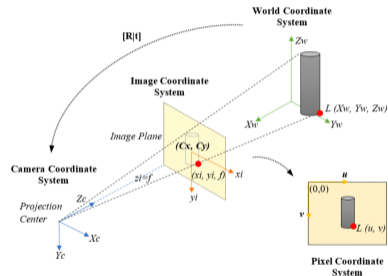 World Coordinate
System
[R|t]
Zw
Image Coordinate
System
L (Xw, Yw, Zw)
Xw
Yw
Image Plane
(Cx, Cy)
Camera Coordinate
System
zi=f
(xi, yi, f)
xi
yi
Zc
Projection
Center
Xc
Yc
u
(0,0)
v
L (u, v)
Pixel Coordinate
System